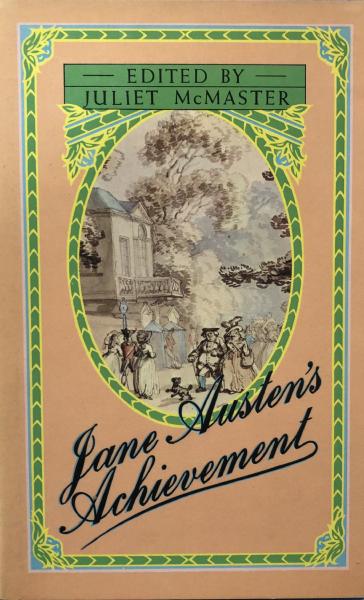 EDITED BY
JULIET McMASTER
Jane Austen's
Achievement